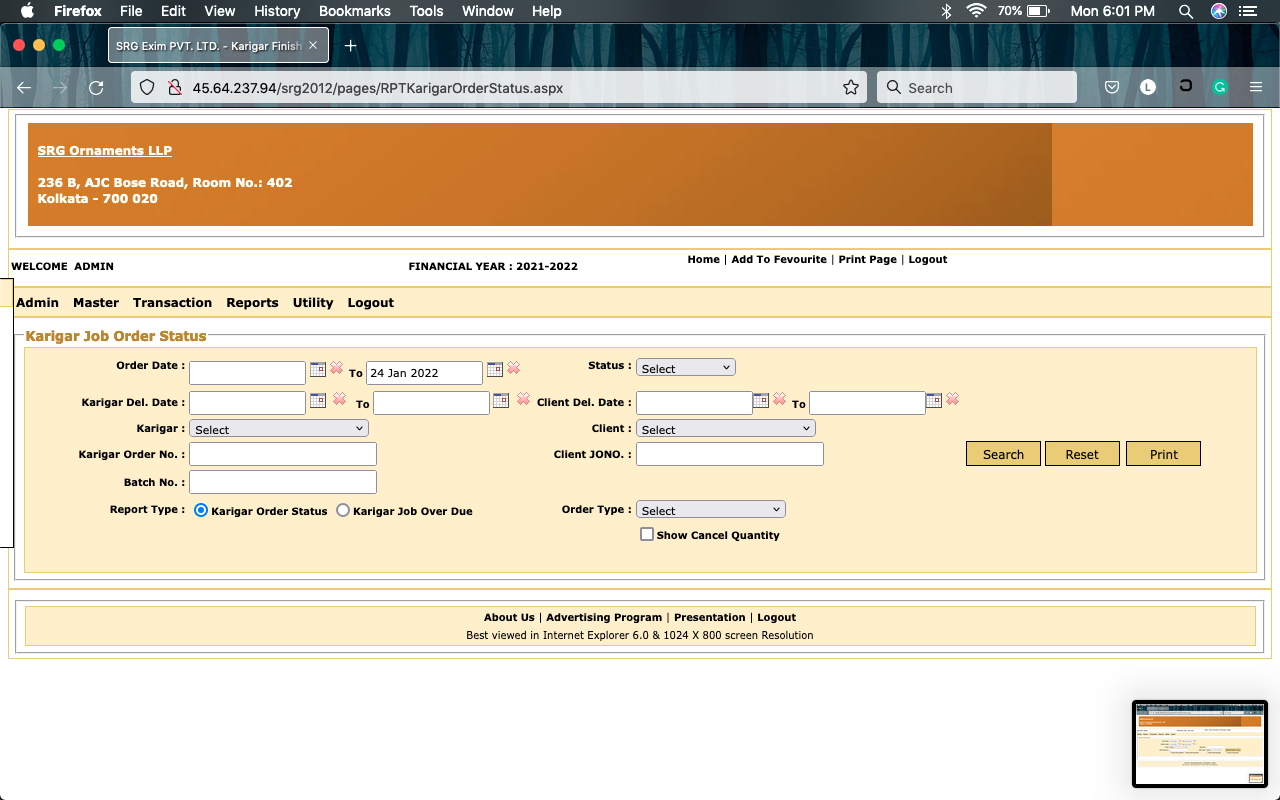 Firefox File Edit View History Bookmarks Tools Window Help 70% Mon 6:01 PM
SRG Exim PVT. LTD. - Karigar Finish
45.64.237.94/srg2012/pages/RPTKarigarOrderStatus.aspx Search L G
SRG Ornaments LLP
236 B, AJC Bose Road, Room No.: 402
Kolkata - 700 020
WELCOME ADMIN FINANCIAL YEAR : 2021-2022 Home | Add To Fevourite | Print Page | Logout
Admin Master Transaction Reports Utility Logout
Karigar Job Order Status
Order Date : To 24 Jan 2022 Status : Select
Karigar Del. Date : To Client Del. Date : To
Karigar : Select Client : Select
Karigar Order No. : Client JONO. : Search Reset Print
Batch No. :
Report Type : Karigar Order Status Karigar Job Over Due Order Type : Select
Show Cancel Quantity
About Us | Advertising Program | Presentation | Logout
Best viewed in Internet Explorer 6.0 & 1024 X 800 screen Resolution